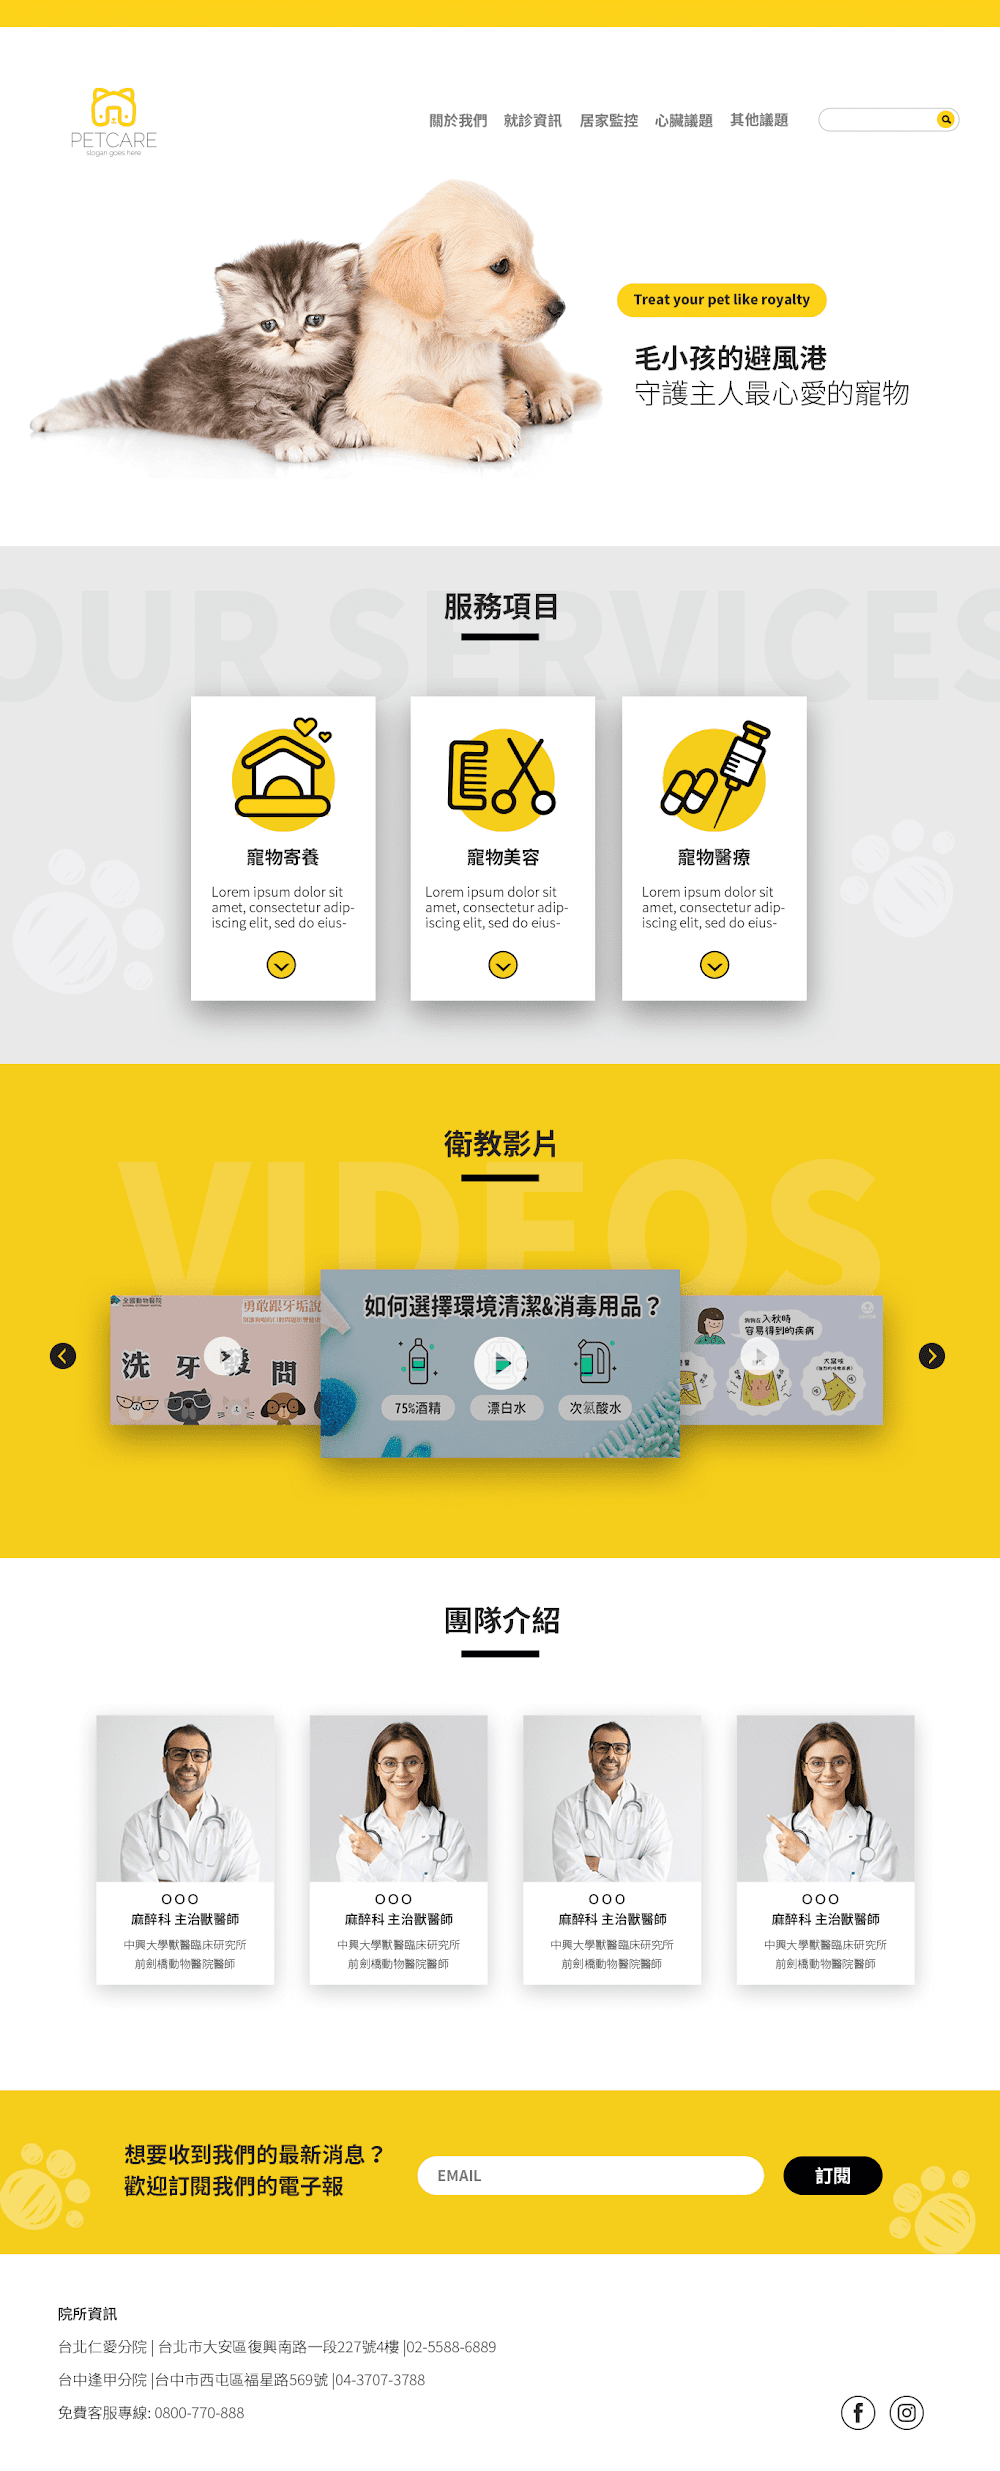 PETCARE
slogan goes here
關於我們 就診資訊 居家監控 心臟議題 其他議題
Treat your pet like royalty
毛小孩的避風港
守護主人最心愛的寵物
OUR SERVICES
服務項目
寵物寄養
Lorem ipsum dolor sit
amet, consectetur adip-
iscing elit, sed do eius-
寵物美容
Lorem ipsum dolor sit
amet, consectetur adip-
iscing elit, sed do eius-
寵物醫療
Lorem ipsum dolor sit
amet, consectetur adip-
iscing elit, sed do eius-
衛教影片
VIDEOS
全國動物醫院
勇敢跟牙垢說
洗 牙 問
如何選擇環境清潔&消毒用品？
75%酒精
漂白水
次氯酸水
狗狗在入秋時
容易得到的疾病
犬窩咳
團隊介紹
OOO
麻醉科 主治獸醫師
中興大學獸醫臨床研究所
前劍橋動物醫院醫師
OOO
麻醉科 主治獸醫師
中興大學獸醫臨床研究所
前劍橋動物醫院醫師
OOO
麻醉科 主治獸醫師
中興大學獸醫臨床研究所
前劍橋動物醫院醫師
OOO
麻醉科 主治獸醫師
中興大學獸醫臨床研究所
前劍橋動物醫院醫師
想要收到我們的最新消息？
歡迎訂閱我們的電子報
EMAIL
訂閱
院所資訊
台北仁愛分院 | 台北市大安區復興南路一段227號4樓 |02-5588-6889
台中逢甲分院 |台中市西屯區福星路569號 |04-3707-3788
免費客服專線: 0800-770-888